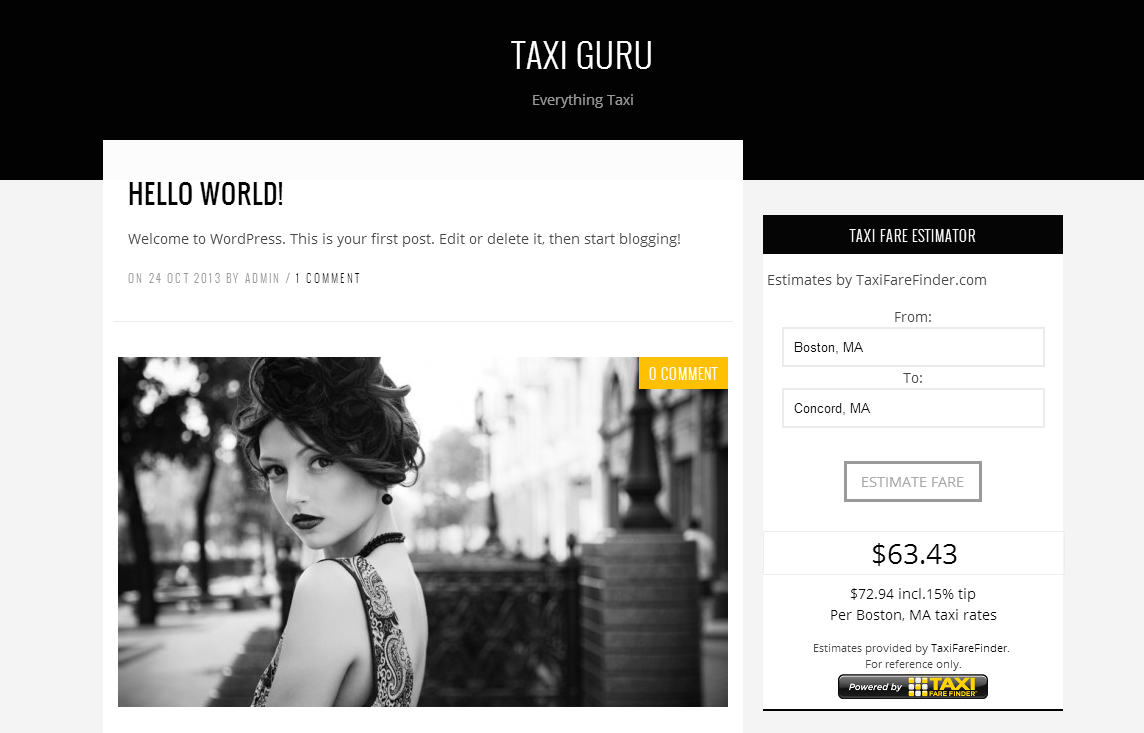 TAXI GURU
Everything Taxi
HELLO WORLD!
Welcome to WordPress. This is your first post. Edit or delete it, then start blogging!
ON 24 OCT 2013 BY ADMIN / 1 COMMENT
0 COMMENT
TAXI FARE ESTIMATOR
Estimates by TaxiFareFinder.com
From:
Boston, MA
To:
Concord, MA
ESTIMATE FARE
$63.43
$72.94 incl.15% tip
Per Boston, MA taxi rates
Estimates provided by TaxiFareFinder.
For reference only.
Powered by TAXI
FARE FINDER